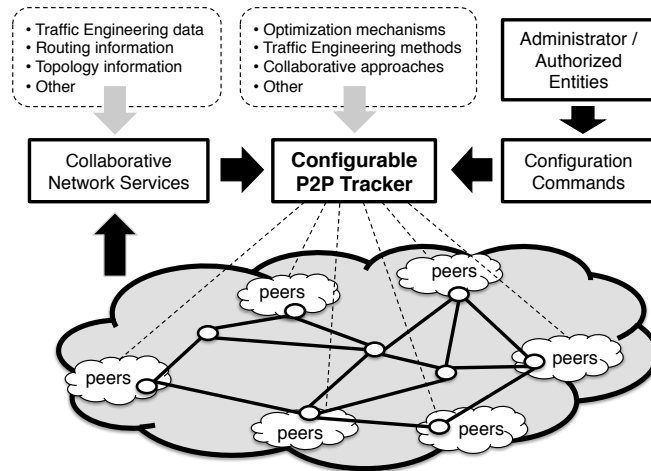 • Traffic Engineering data
• Routing information
• Topology information
• Other
• Optimization mechanisms
• Traffic Engineering methods
• Collaborative approaches
• Other
Administrator /
Authorized
Entities
Collaborative
Network Services
Configurable
P2P Tracker
Configuration
Commands
peers
peers
peers
peers
peers
peers